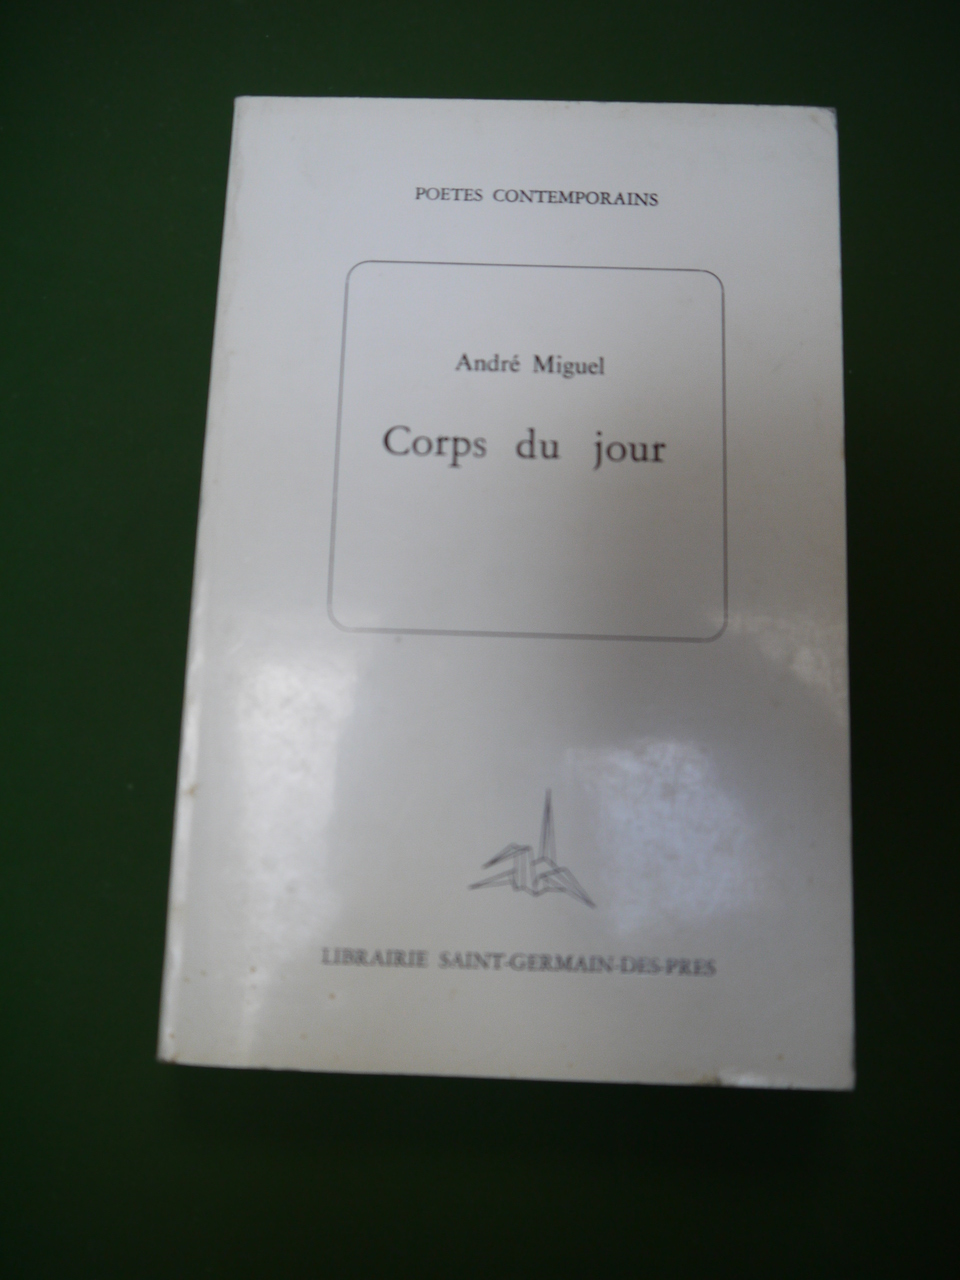 POETES CONTEMPORAINS
André Miguel
Corps du jour
LIBRAIRIE SAINT-GERMAIN-DES-PRES